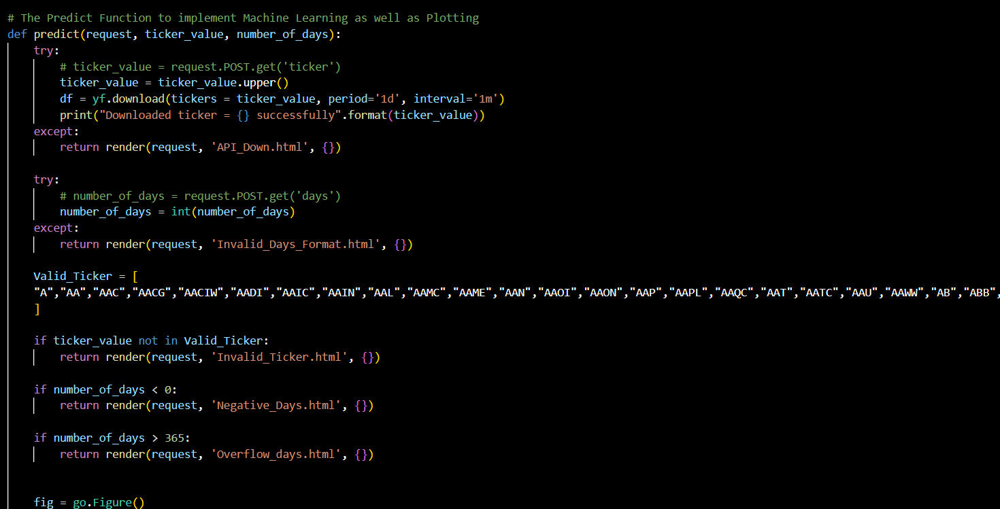 # The Predict Function to implement Machine Learning as well as Plotting
def predict(request, ticker_value, number_of_days):
    try:
        # ticker_value = request.POST.get('ticker')
        ticker_value = ticker_value.upper()
        df = yf.download(tickers = ticker_value, period='1d', interval='1m')
        print("Downloaded ticker = {} successfully".format(ticker_value))
    except:
        return render(request, 'API_Down.html', {})
    try:
        # number_of_days = request.POST.get('days')
        number_of_days = int(number_of_days)
    except:
        return render(request, 'Invalid_Days_Format.html', {})
    Valid_Ticker = [
    "A","AA","AAC","AACG","AACIW","AADI","AAIC","AAIN","AAL","AAMC","AAME","AAN","AAOI","AAON","AAP","AAPL","AAQC","AAT","AATC","AAU","AAWW","AB","ABB",
    ]
    if ticker_value not in Valid_Ticker:
        return render(request, 'Invalid_Ticker.html', {})
    if number_of_days < 0:
        return render(request, 'Negative_Days.html', {})
    if number_of_days > 365:
        return render(request, 'Overflow_days.html', {})
    fig = go.Figure()